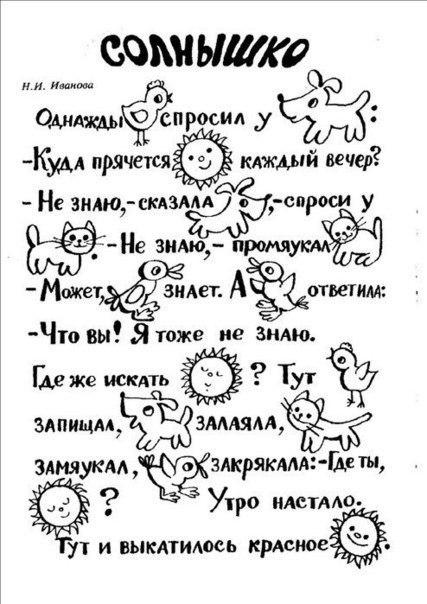 СОЛНЫШКО
Н.И. Иванова
Однажды спросил у :
-Куда прячется каждый вечер?
- Не знаю,- сказала ,-спроси у
. - Не знаю,- промяукал
- Может, знает. А ответила:
-Что вы! Я тоже не знаю.
Где же искать ? Тут
запищал, залаяла,
замяукал, закрякала:-Где ты,
? Утро настало.
Тут и выкатилось красное .